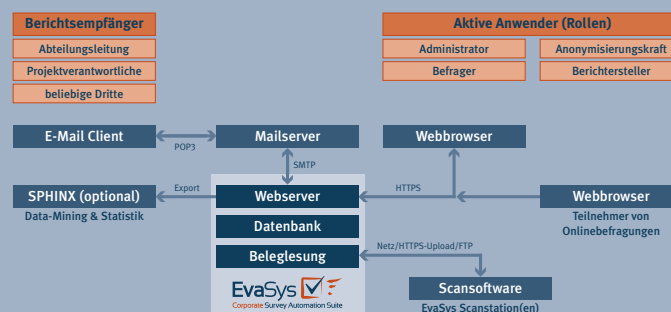 Berichtsempfänger
Abteilungsleitung
Projektverantwortliche
beliebige Dritte
Aktive Anwender (Rollen)
Administrator
Anonymisierungskraft
Befrager
Berichtersteller
E-Mail Client
POP3
Mailserver
Webbrowser
SMTP
SPHINX (optional)
Data-Mining & Statistik
Export
Webserver
HTTPS
Webbrowser
Teilnehmer von
Onlinebefragungen
Datenbank
Beleglesung
Netz/HTTPS-Upload/FTP
Scansoftware
EvaSys Scanstation(en)
EvaSys
Corporate Survey Automation Suite